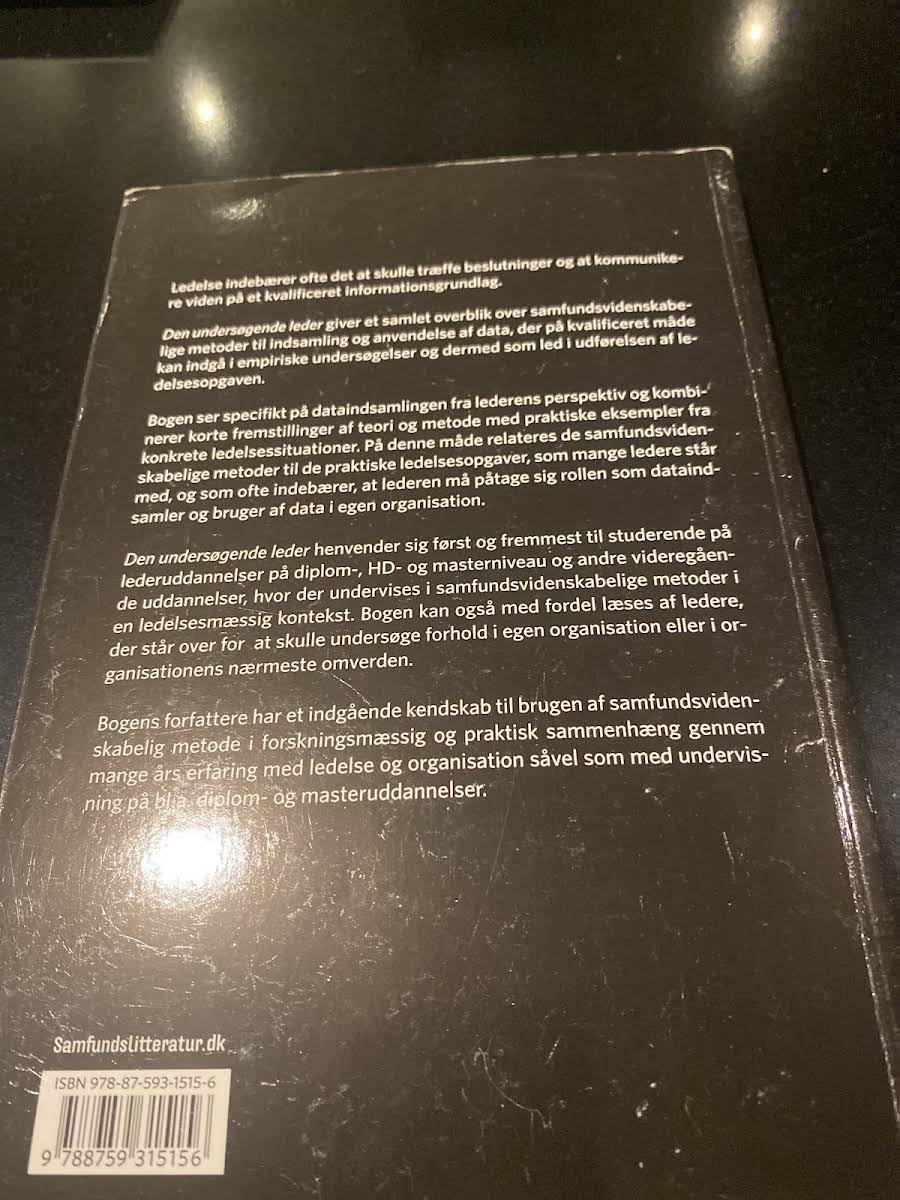 Ledelse indebærer ofte det at skulle træffe beslutninger og at kommunike-
re viden på et kvalificeret informationsgrundlag.
Den undersøgende leder giver et samlet overblik over samfundsvidenskabe-
lige metoder til indsamling og anvendelse af data, der på kvalificeret måde
kan indgå i empiriske undersøgelser og dermed som led i udførelsen af le-
delsesopgaven.
Bogen ser specifikt på dataindsamlingen fra lederens perspektiv og kombi-
nerer korte fremstillinger af teori og metode med praktiske eksempler fra
konkrete ledelsessituationer. På denne måde relateres de samfundsviden-
skabelige metoder til de praktiske ledelsesopgaver, som mange ledere står
med, og som ofte indebærer, at lederen må påtage sig rollen som dataind-
samler og bruger af data i egen organisation.
Den undersøgende leder henvender sig først og fremmest til studerende på
lederuddannelser på diplom-, HD- og masterniveau og andre videregåen-
de uddannelser, hvor der undervises i samfundsvidenskabelige metoder i
en ledelsesmæssig kontekst. Bogen kan også med fordel læses af ledere,
der står over for at skulle undersøge forhold i egen organisation eller i or-
ganisationens nærmeste omverden.
Bogens forfattere har et indgående kendskab til brugen af samfundsviden-
skabelig metode i forskningsmæssig og praktisk sammenhæng gennem
mange års erfaring med ledelse og organisation såvel som med undervis-
ning på bl.a. diplom- og masteruddannelser.
Samfundslitteratur.dk
ISBN 978-87-593-1515-6
9 788759 315156